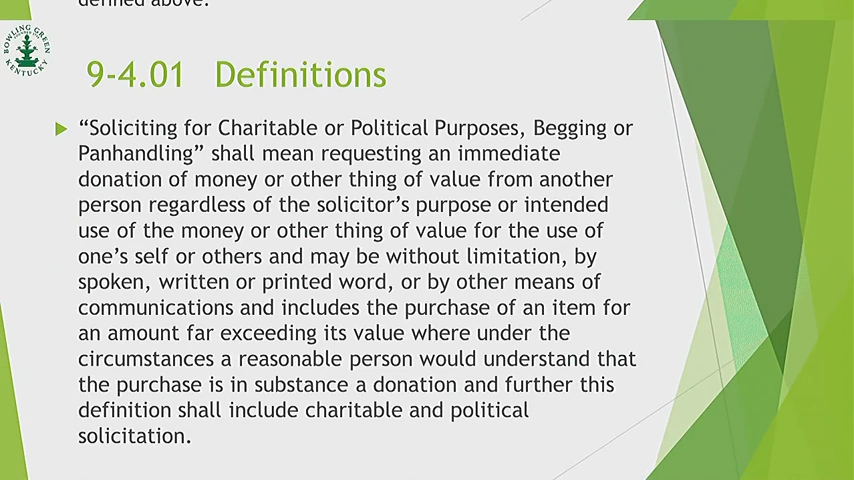 defined above.
BOWLING GREEN
KENTUCKY
9-4.01 Definitions
“Soliciting for Charitable or Political Purposes, Begging or
Panhandling” shall mean requesting an immediate
donation of money or other thing of value from another
person regardless of the solicitor’s purpose or intended
use of the money or other thing of value for the use of
one’s self or others and may be without limitation, by
spoken, written or printed word, or by other means of
communications and includes the purchase of an item for
an amount far exceeding its value where under the
circumstances a reasonable person would understand that
the purchase is in substance a donation and further this
definition shall include charitable and political
solicitation.